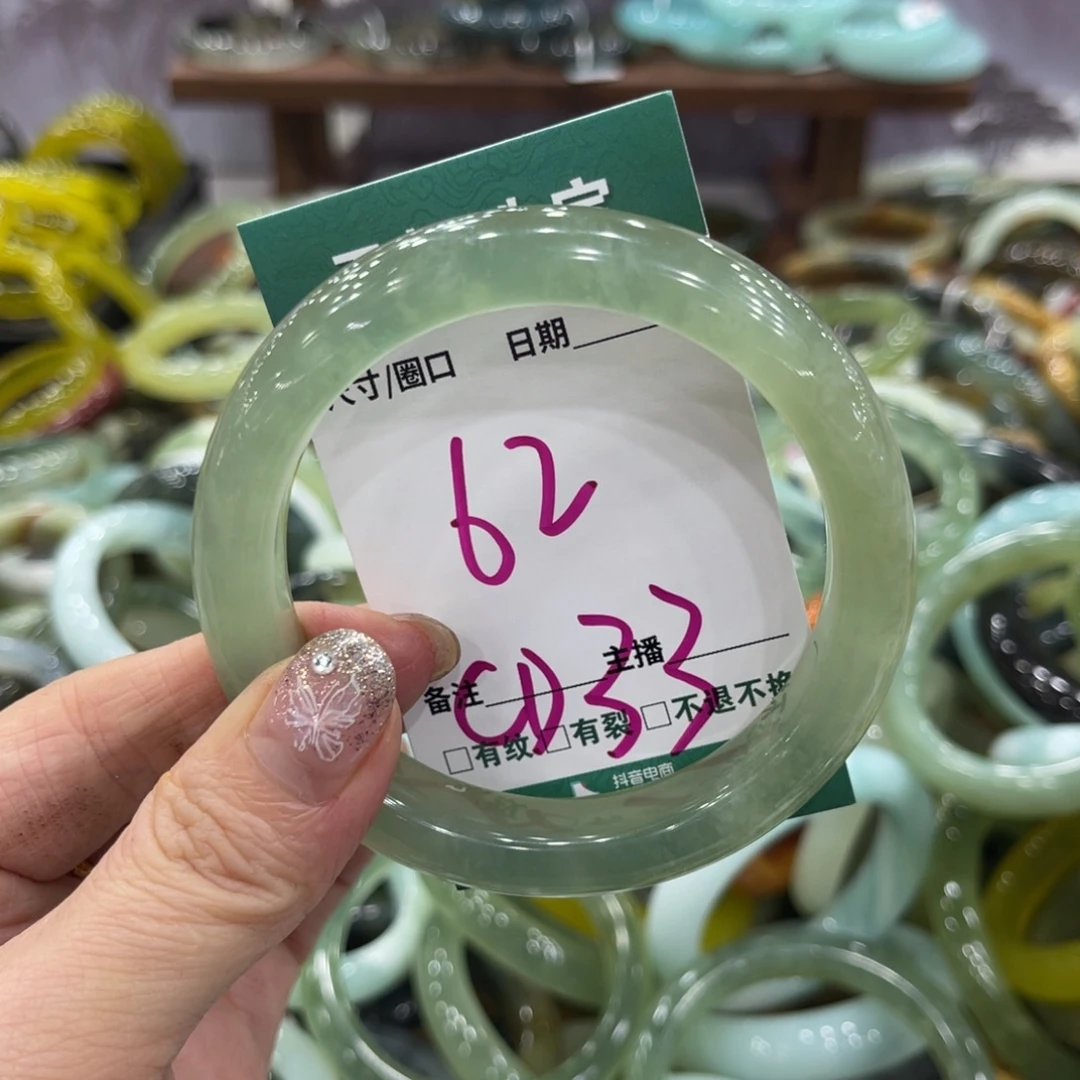 尺寸/圈口 日期
62
CD33
主播
备注
□有纹 □有裂 □不退不换
抖音电商